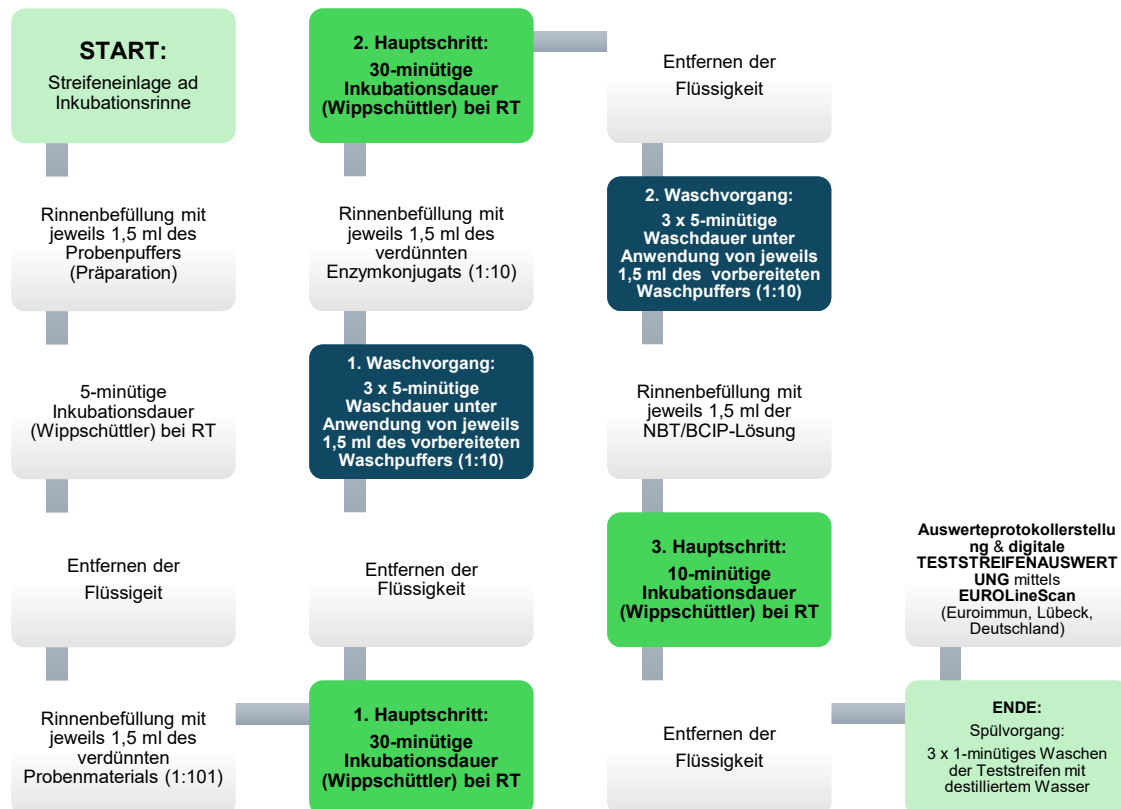 START:
Streifeneinlage ad
Inkubationsrinne
Rinnenbefüllung mit
jeweils 1,5 ml des
Probenpuffers
(Präparation)
5-minütige
Inkubationsdauer
(Wippschüttler) bei RT
Entfernen der
Flüssigeit
Rinnenbefüllung mit
jeweils 1,5 ml des
verdünnten
Probenmaterials (1:101)
1. Hauptschritt:
30-minütige
Inkubationsdauer
(Wippschüttler) bei RT
Entfernen der
Flüssigkeit
1. Waschvorgang:
3 x 5-minütige
Waschdauer unter
Anwendung von jeweils
1,5 ml des vorbereiteten
Waschpuffers (1:10)
Rinnenbefüllung mit
jeweils 1,5 ml des
verdünnten
Enzymkonjugats (1:10)
2. Hauptschritt:
30-minütige
Inkubationsdauer
(Wippschüttler) bei RT
Entfernen der
Flüssigkeit
2. Waschvorgang:
3 x 5-minütige
Waschdauer unter
Anwendung von jeweils
1,5 ml des vorbereiteten
Waschpuffers (1:10)
Rinnenbefüllung mit
jeweils 1,5 ml der
NBT/BCIP-Lösung
3. Hauptschritt:
10-minütige
Inkubationsdauer
(Wippschüttler) bei RT
Entfernen der
Flüssigkeit
ENDE:
Spülvorgang:
3 x 1-minütiges Waschen
der Teststreifen mit
destilliertem Wasser
Auswerteprotokollerstellu
ng & digitale
TESTSTREIFENAUSWERT
UNG mittels
EUROLineScan
(Euroimmun, Lübeck,
Deutschland)